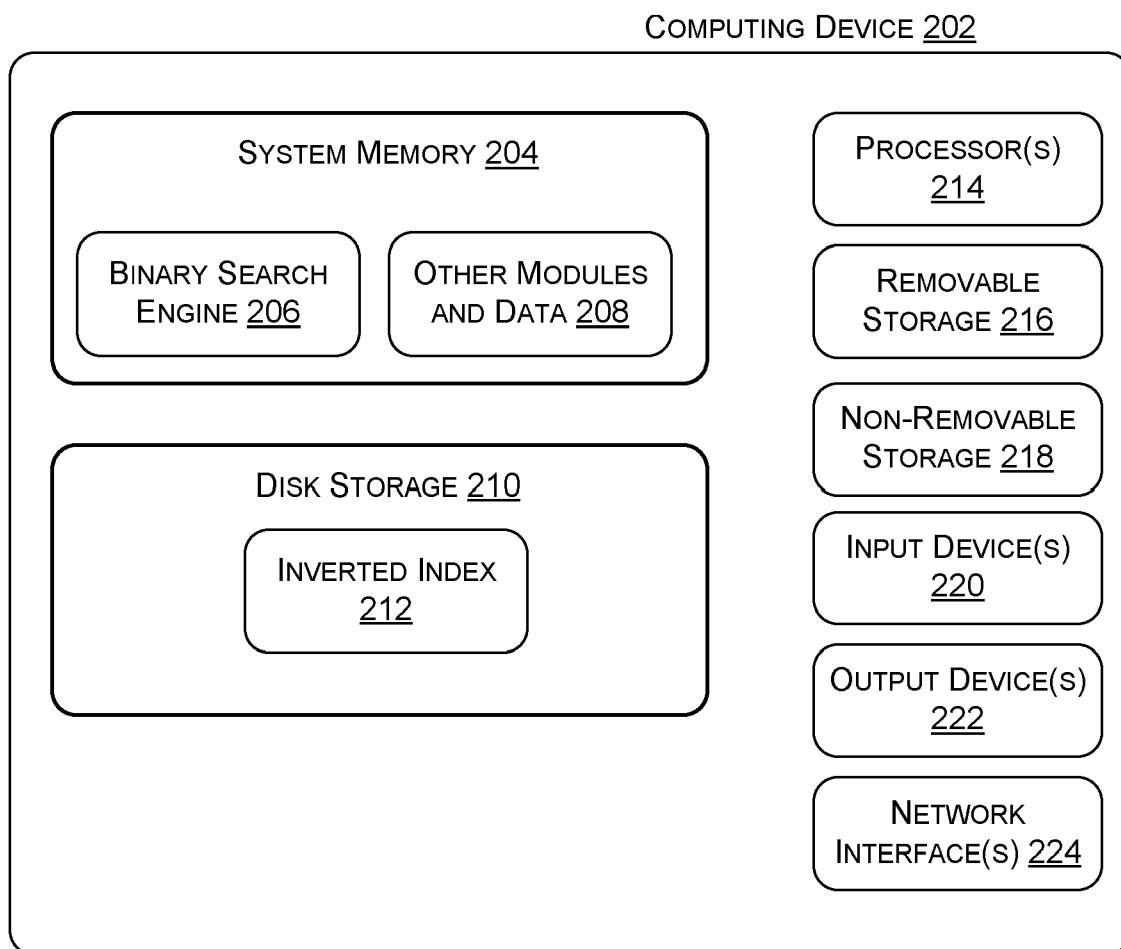 COMPUTING DEVICE 202
SYSTEM MEMORY 204
BINARY SEARCH
ENGINE 206
OTHER MODULES
AND DATA 208
DISK STORAGE 210
INVERTED INDEX
212
PROCESSOR(S)
214
REMOVABLE
STORAGE 216
NON-REMOVABLE
STORAGE 218
INPUT DEVICE(S)
220
OUTPUT DEVICE(S)
222
NETWORK
INTERFACE(S) 224